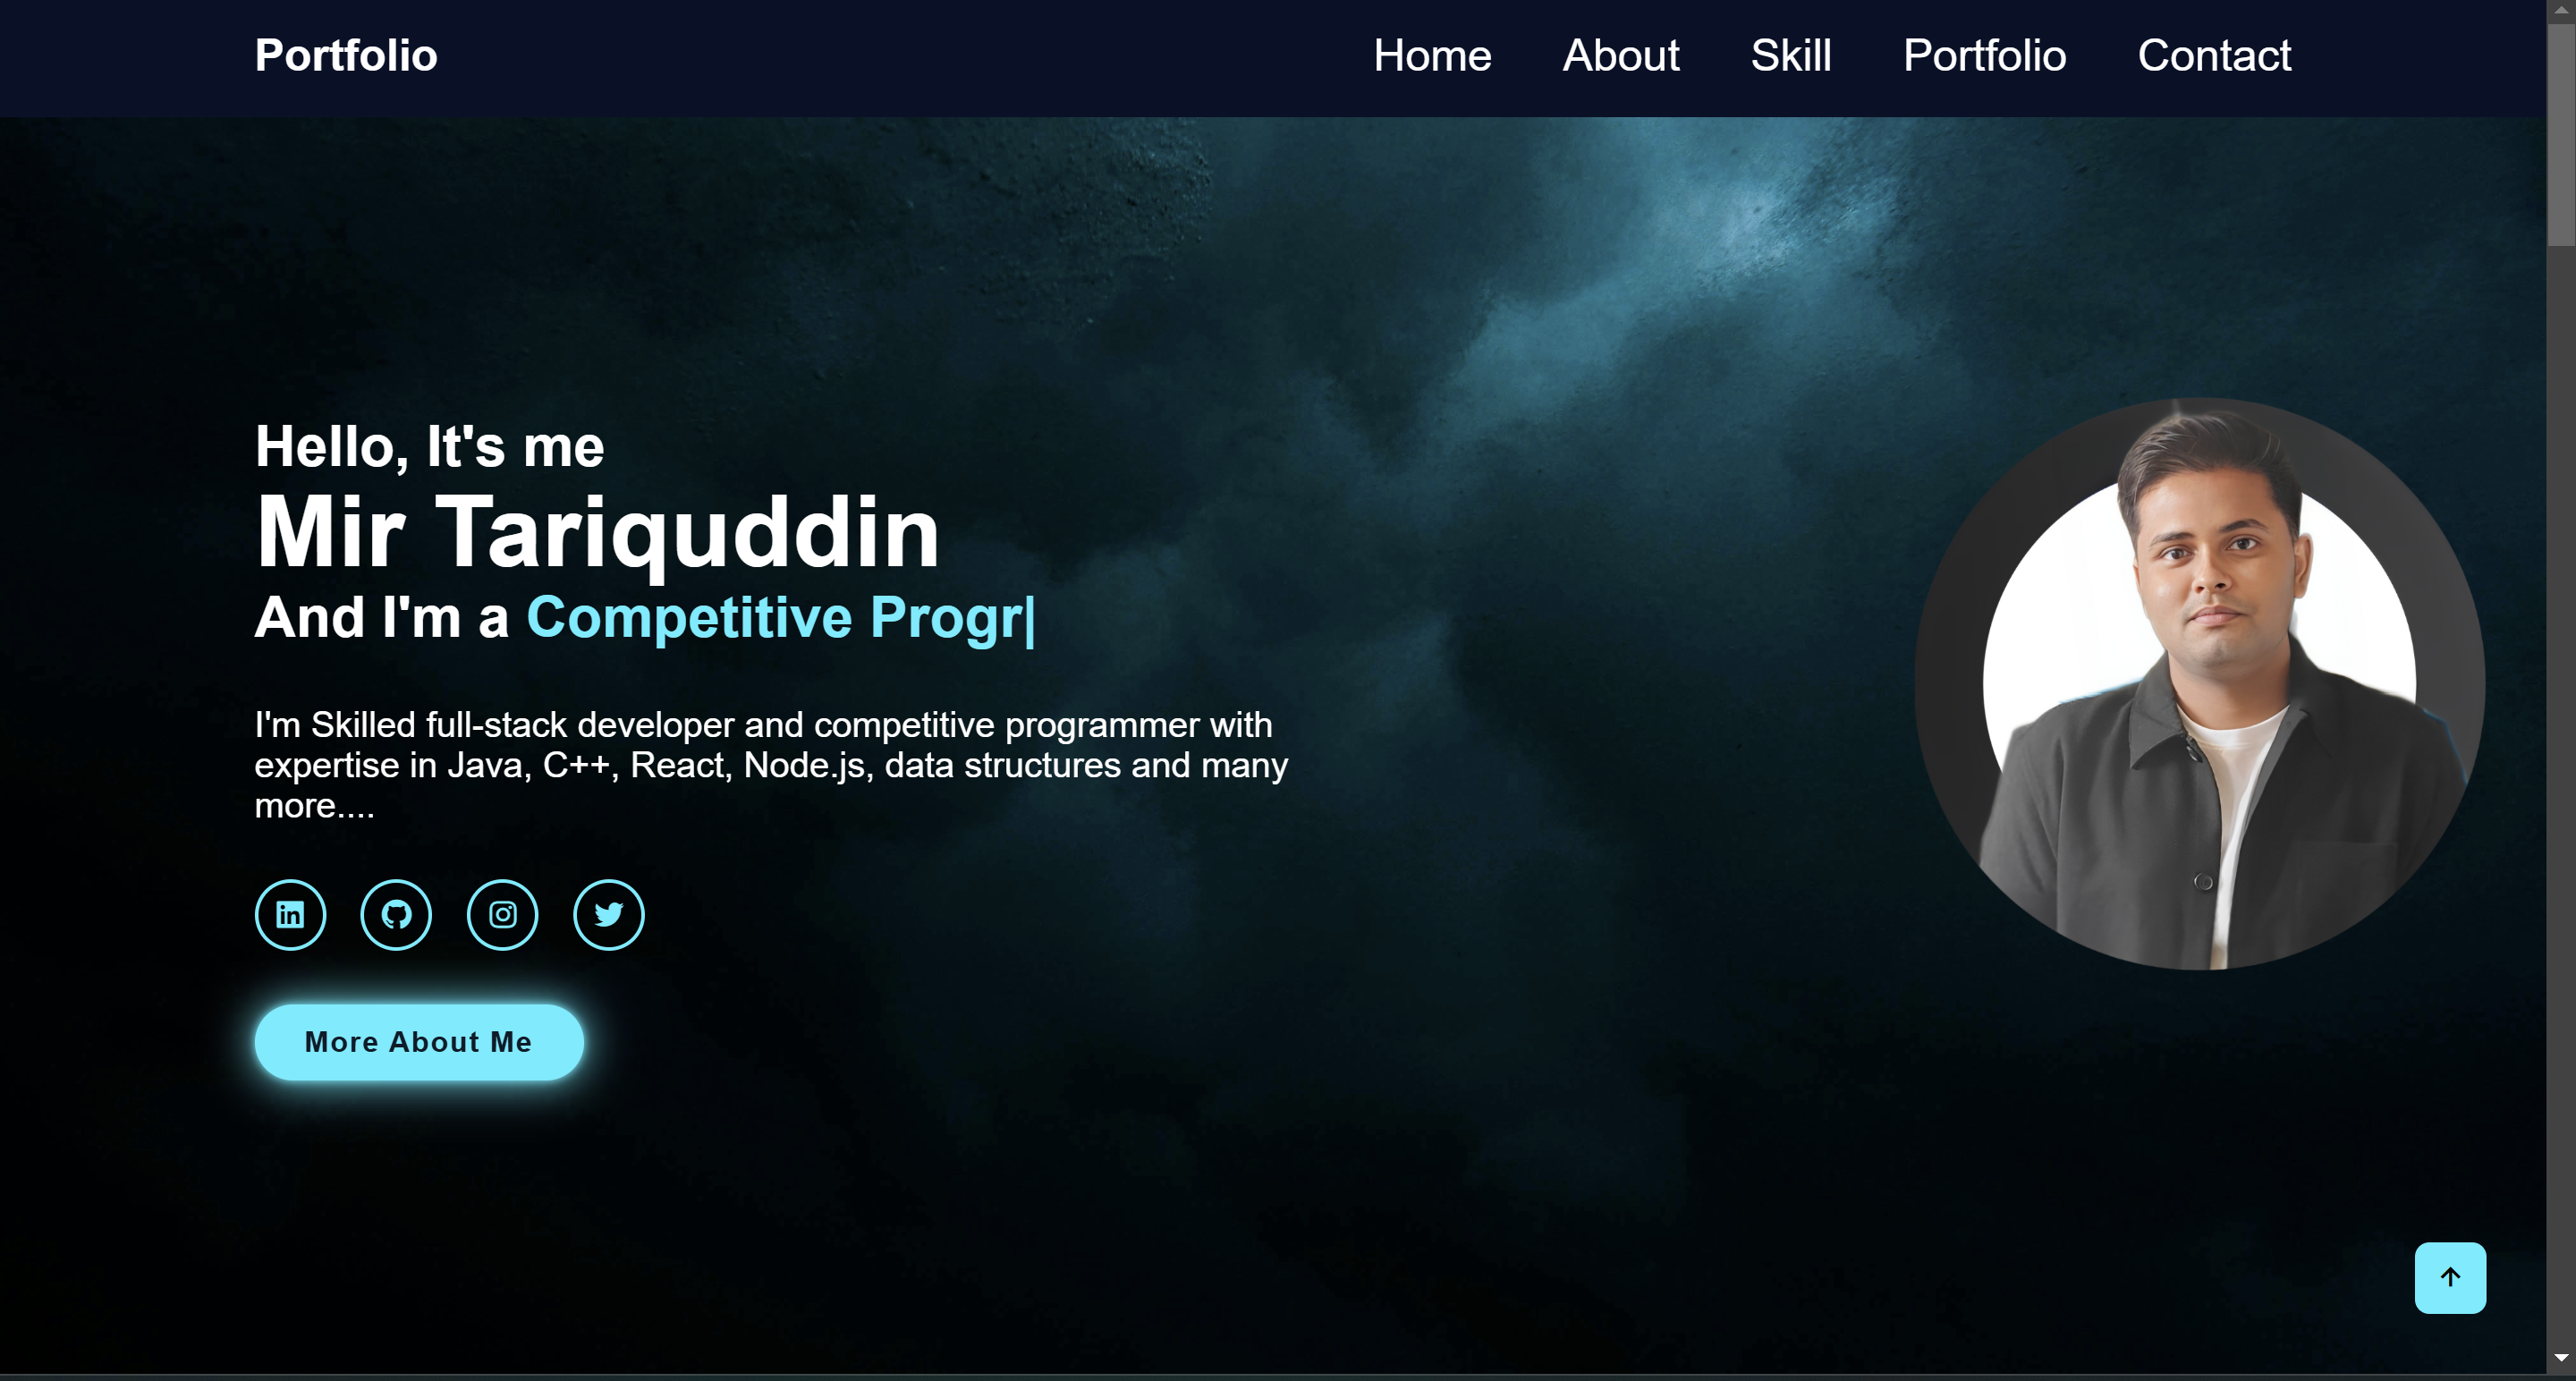 Portfolio
Home About Skill Portfolio Contact
Hello, It's me
Mir Tariquddin
And I'm a Competitive Progr|
I'm Skilled full-stack developer and competitive programmer with
expertise in Java, C++, React, Node.js, data structures and many
more....
More About Me